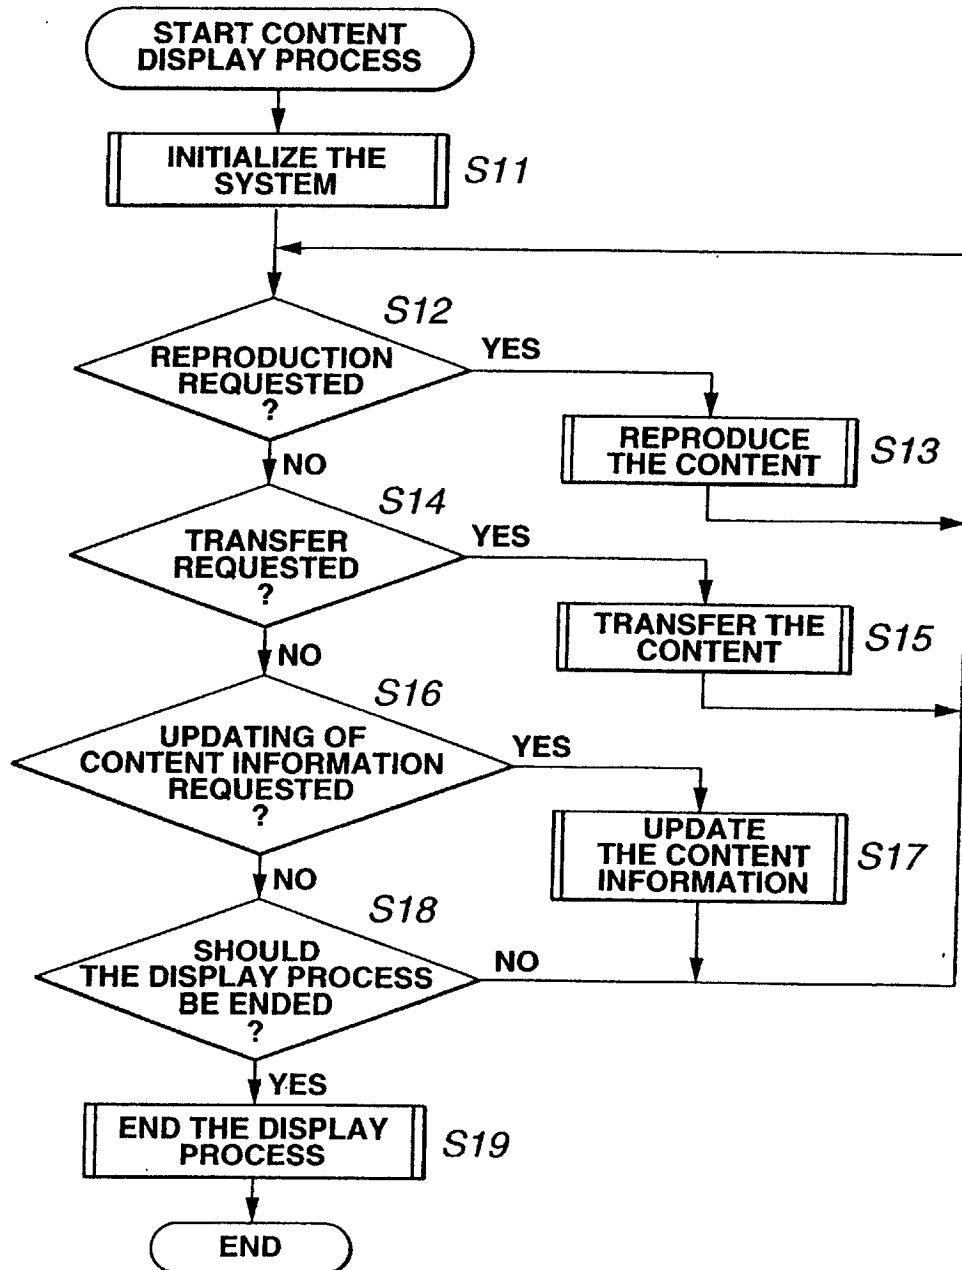 START CONTENT
DISPLAY PROCESS
INITIALIZE THE
SYSTEM
S11
S12
REPRODUCTION
REQUESTED
?
YES
REPRODUCE
THE CONTENT
S13
NO
S14
TRANSFER
REQUESTED
?
YES
TRANSFER THE
CONTENT
S15
NO
S16
UPDATING OF
CONTENT INFORMATION
REQUESTED
?
YES
UPDATE
THE CONTENT
INFORMATION
S17
NO
S18
SHOULD
THE DISPLAY PROCESS
BE ENDED
?
NO
YES
END THE DISPLAY
PROCESS
S19
END